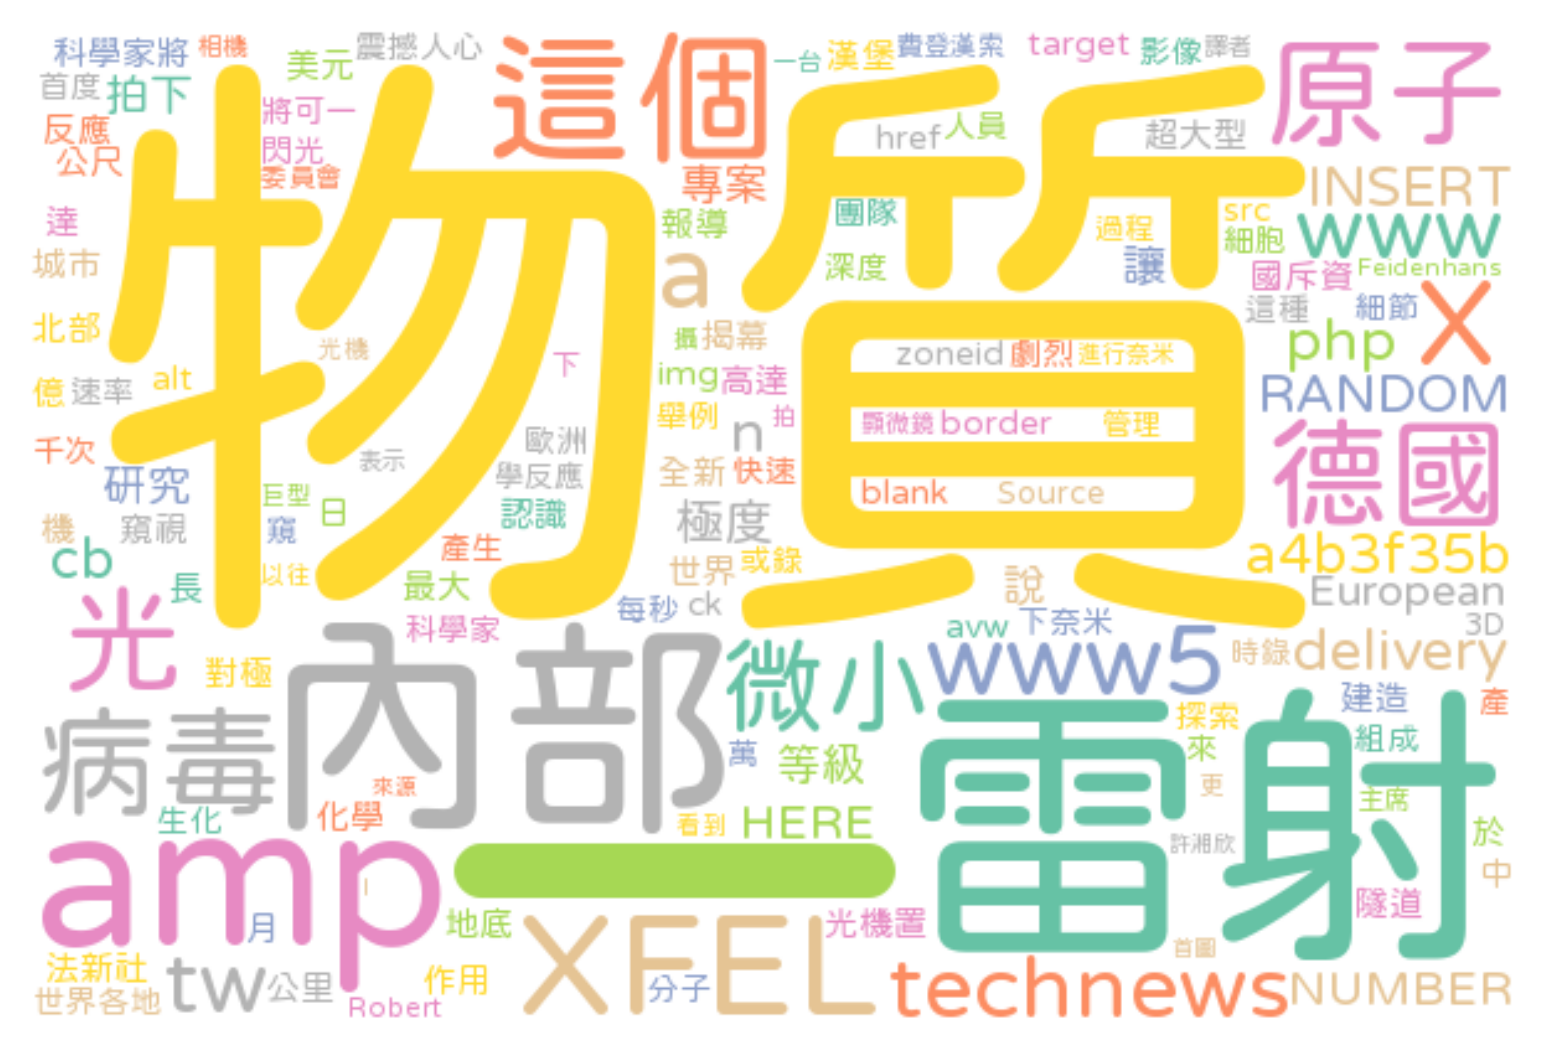 科學家將 相機 美元 震撼人心 這個 一台 漢堡 費登漢索 target 影像 譯者 原子
首度 拍下 將可一 href 人員 超大型
反應 閃光 物質
公尺 委員會 專案 INSERT
達 報導 團隊 過程 src www
城市 a 深度 讓 細胞 國斥資 Feidenhans
北部 光機 攝 揭幕 這種 細節 X
億 速率 alt 下 img 高達 zoneid 劇烈 進行奈米 php
千次 表示 歐洲 舉例 n 拍 顯微鏡 border 管理 RANDOM
研究 巨型 學反應 全新 快速 blank Source 德國
機 窺視 窺 日 認識 極度
cb 以往 產生 世界 或錄 a4b3f35b
長 最大 每秒 ck 說 European
光 科學家 avw 下奈米 3D
對極 內部 微小 www5 時錄 delivery
病毒 萬 等級 探索 建造 產
來源 來 組成
生化 化學 看到 HERE 更 主席 雷射
amp 一 許湘欣 於
l 中
月 地底 XFEL 光機置 隧道
法新社 tw 公里 作用 分子 首圖
世界各地 Robert technews NUMBER